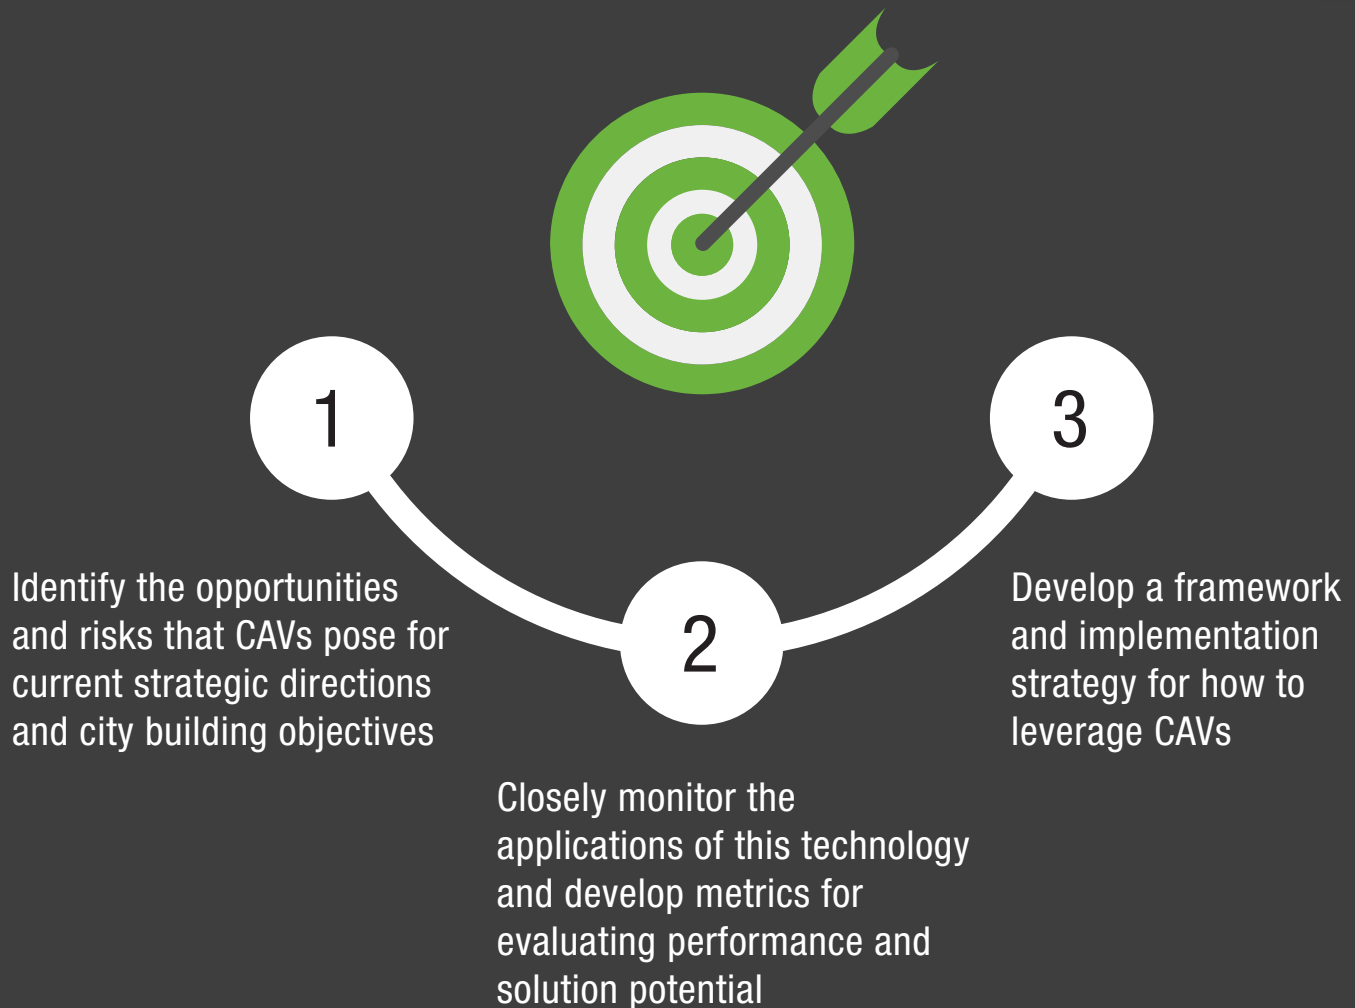 1
Identify the opportunities
and risks that CAVs pose for
current strategic directions
and city building objectives
2
Closely monitor the
applications of this technology
and develop metrics for
evaluating performance and
solution potential
3
Develop a framework
and implementation
strategy for how to
leverage CAVs